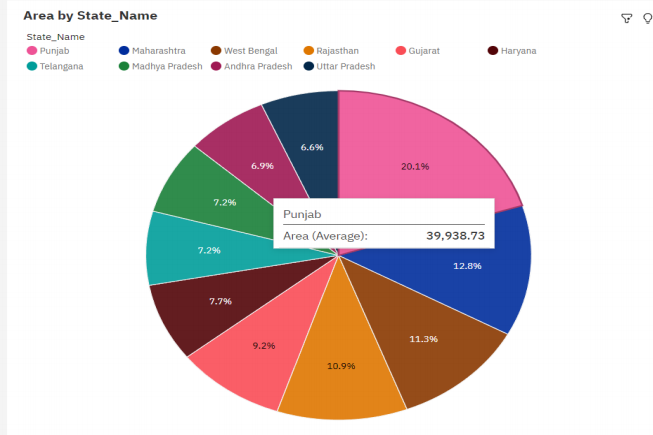 Area by State_Name
State_Name
Punjab Maharashtra West Bengal Rajasthan Gujarat Haryana
Telangana Madhya Pradesh Andhra Pradesh Uttar Pradesh
6.6%
20.1%
6.9%
7.2%
Punjab
Area (Average): 39,938.73
7.2%
12.8%
7.7%
11.3%
9.2%
10.9%